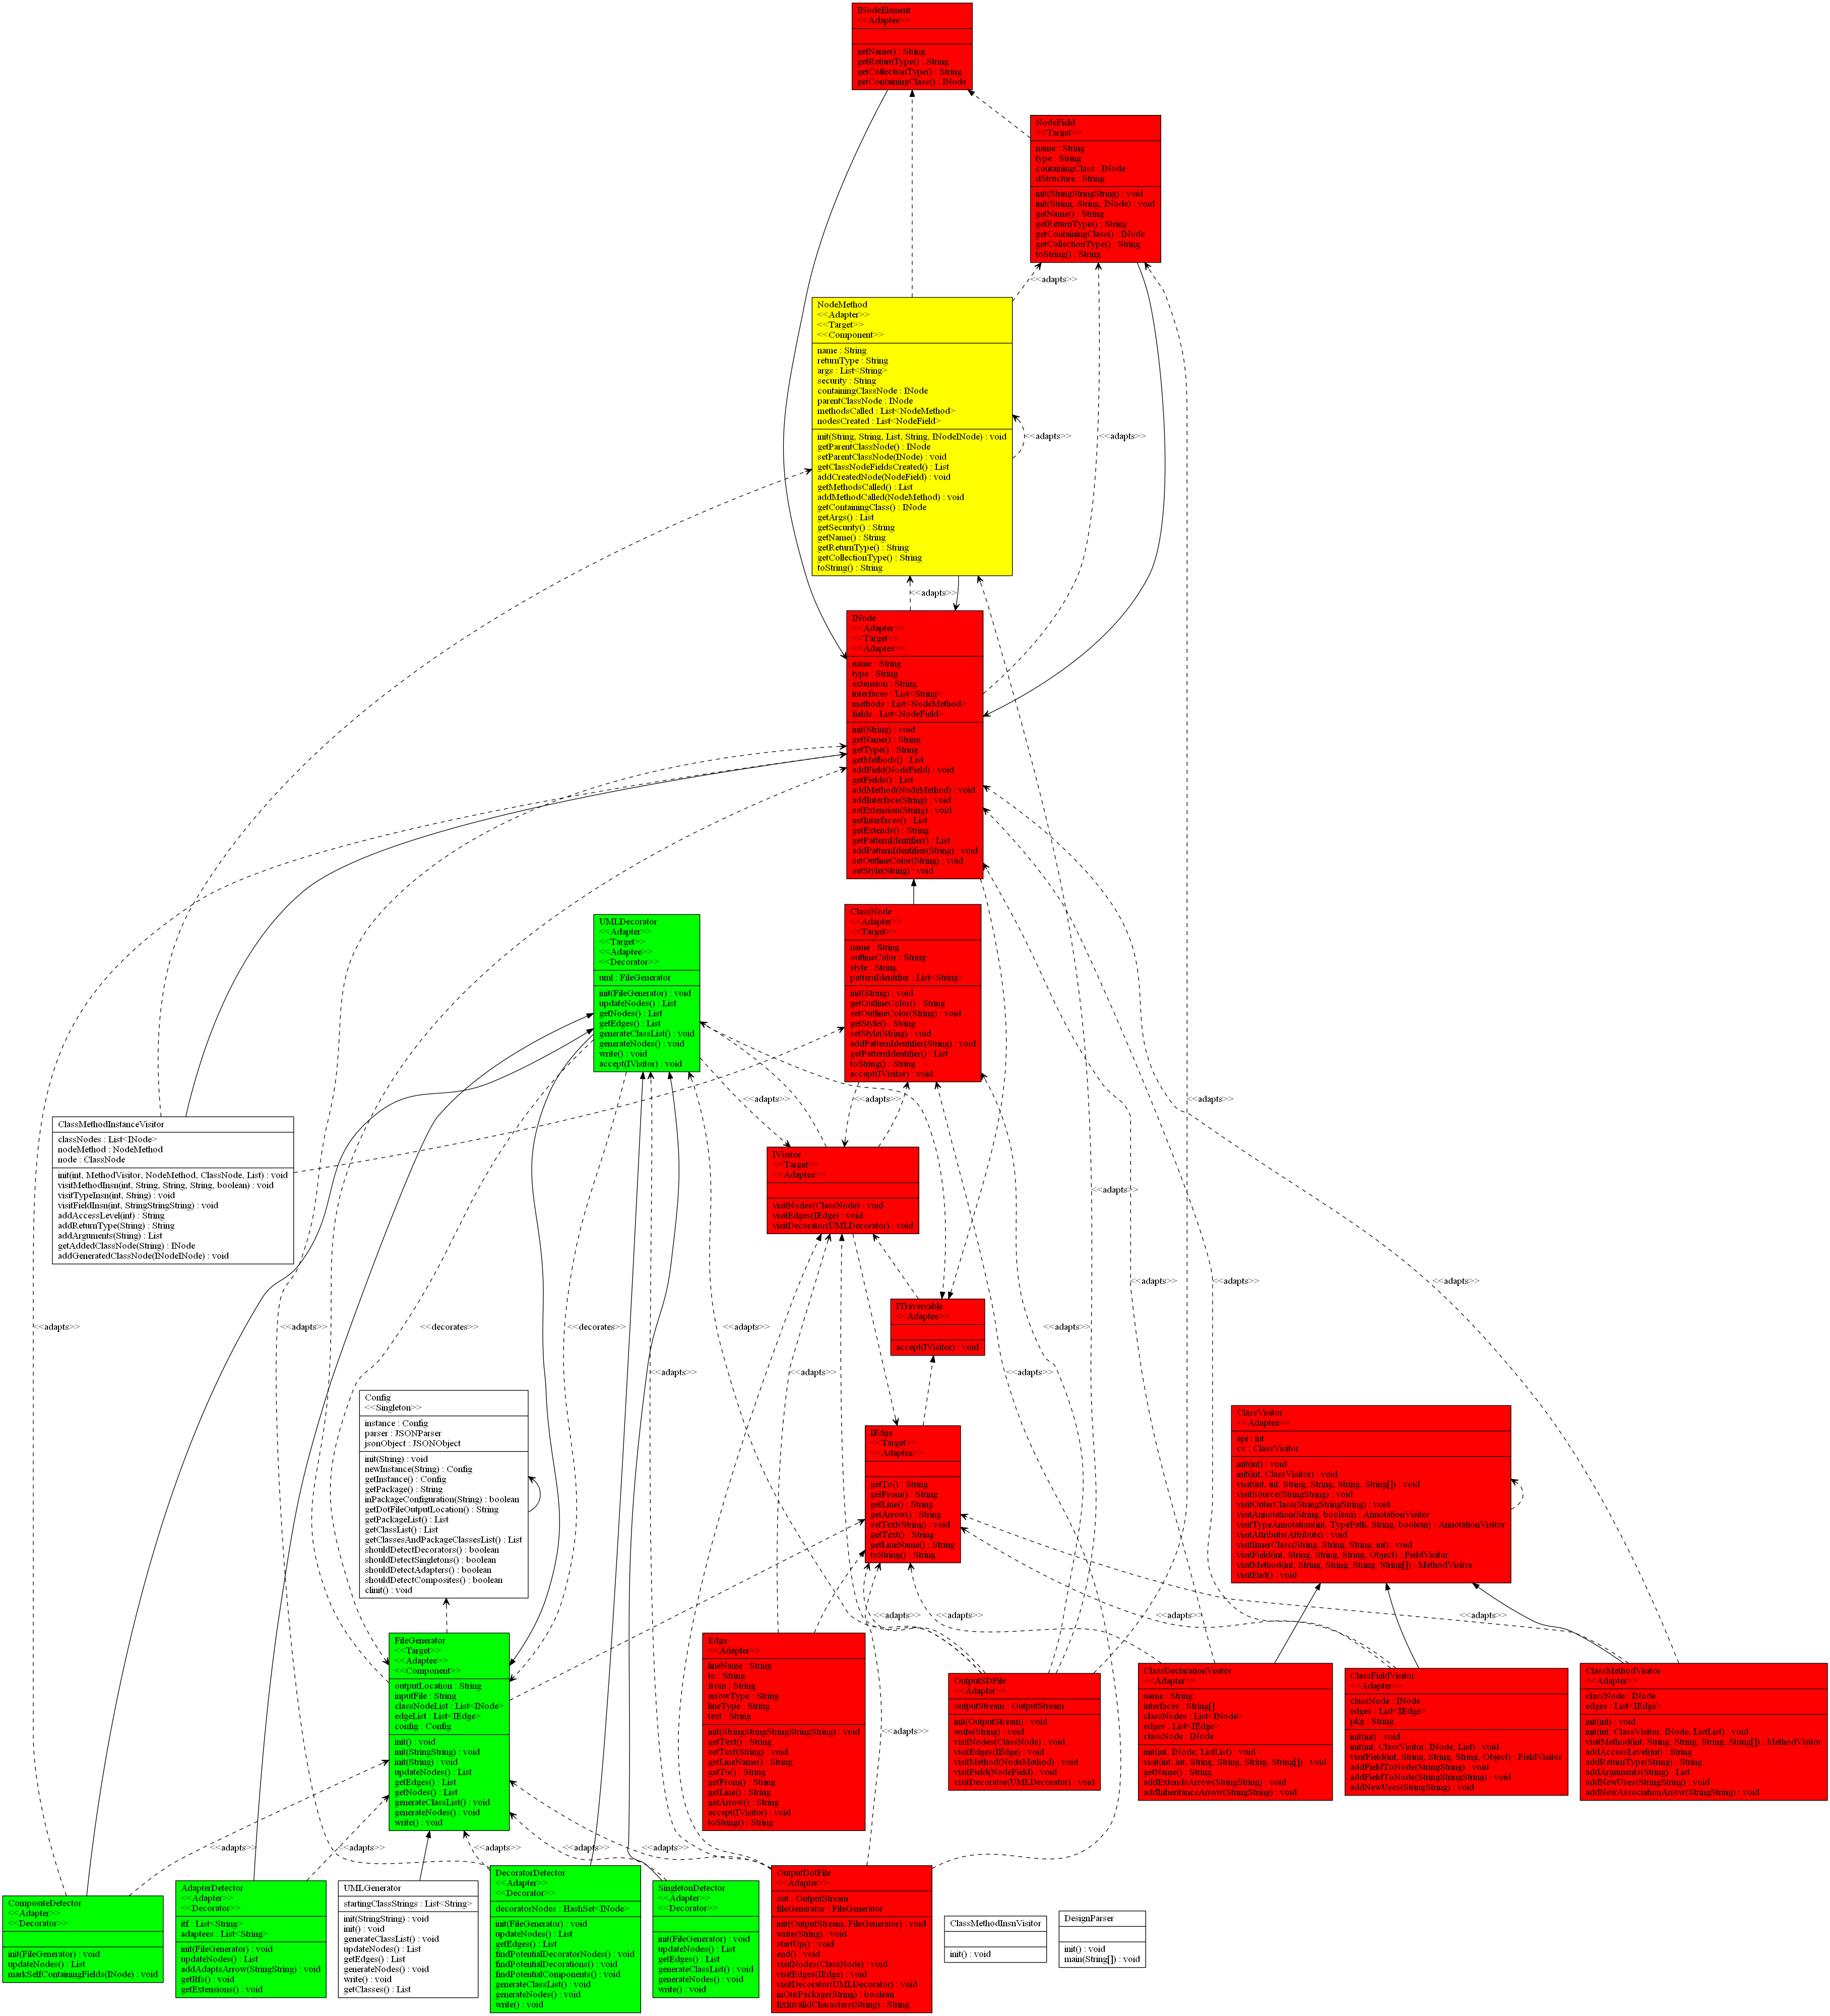 INodeElement
<<Adaptee>>
getName() : String
getReturnType() : String
getCollectionType() : String
getContainingClass() : INode
NodeField
<<Target>>
name : String
type : String
containingClass : INode
dStructure : String
init(StringStringString) : void
init(String, String, INode) : void
getName() : String
getReturnType() : String
getContainingClass() : INode
getCollectionType() : String
toString() : String
<<adapts>>
NodeMethod
<<Adapter>>
<<Target>>
<<Component>>
name : String
returnType : String
args : List<String>
security : String
containingClassNode : INode
parentClassNode : INode
methodsCalled : List<NodeMethod>
nodesCreated : List<NodeField>
init(String, String, List, String, INodeINode) : void
getParentClassNode() : INode
setParentClassNode(INode) : void
getClassNodeFieldsCreated() : List
addCreatedNode(NodeField) : void
getMethodsCalled() : List
addMethodCalled(NodeMethod) : void
getContainingClass() : INode
getArgs() : List
getSecurity() : String
getName() : String
getReturnType() : String
getCollectionType() : String
toString() : String
<<adapts>>
<<adapts>>
<<adapts>>
INode
<<Adapter>>
<<Target>>
<<Adaptee>>
name : String
type : String
extension : String
interfaces : List<String>
methods : List<NodeMethod>
fields : List<NodeField>
init(String) : void
getName() : String
getType() : String
getMethods() : List
addField(NodeField) : void
getFields() : List
addMethod(NodeMethod) : void
addInterface(String) : void
setExtension(String) : void
getInterfaces() : List
getExtends() : String
getPatternIdentifier() : List
addPatternIdentifier(String) : void
setOutlineColor(String) : void
setStyle(String) : void
UMLDecorator
<<Adapter>>
<<Target>>
<<Adaptee>>
<<Decorator>>
uml : FileGenerator
init(FileGenerator) : void
updateNodes() : List
getNodes() : List
getEdges() : List
generateClassList() : void
generateNodes() : void
write() : void
accept(IVisitor) : void
ClassNode
<<Adapter>>
<<Target>>
name : String
outlineColor : String
style : String
patternIdentifier : List<String>
init(String) : void
getOutlineColor() : String
setOutlineColor(String) : void
getStyle() : String
setStyle(String) : void
addPatternIdentifier(String) : void
getPatternIdentifier() : List
toString() : String
accept(IVisitor) : void
<<adapts>>
<<adapts>>
<<adapts>>
ClassMethodInstanceVisitor
classNodes : List<INode>
nodeMethod : NodeMethod
node : ClassNode
init(int, MethodVisitor, NodeMethod, ClassNode, List) : void
visitMethodInsn(int, String, String, String, boolean) : void
visitTypeInsn(int, String) : void
visitFieldInsn(int, StringStringString) : void
addAccessLevel(int) : String
addReturnType(String) : String
addArguments(String) : List
getAddedClassNode(String) : INode
addGeneratedClassNode(INodeINode) : void
IVisitor
<<Target>>
<<Adaptee>>
visitNodes(ClassNode) : void
visitEdges(IEdge) : void
visitDecorator(UMLDecorator) : void
<<adapts>>
<<adapts>>
<<adapts>>
<<adapts>>
ITraversable
<<Adaptee>>
accept(IVisitor) : void
<<adapts>>
<<adapts>>
<<decorates>>
<<decorates>>
<<adapts>>
<<adapts>>
<<adapts>>
<<adapts>>
<<adapts>>
Config
<<Singleton>>
instance : Config
parser : JSONParser
jsonObject : JSONObject
init(String) : void
newInstance(String) : Config
getInstance() : Config
getPackage() : String
inPackageConfiguration(String) : boolean
getDotFileOutputLocation() : String
getPackageList() : List
getClassList() : List
getClassesAndPackageClassesList() : List
shouldDetectDecorators() : boolean
shouldDetectSingletons() : boolean
shouldDetectAdapters() : boolean
shouldDetectComposites() : boolean
clinit() : void
IEdge
<<Target>>
<<Adaptee>>
getTo() : String
getFrom() : String
getLine() : String
getArrow() : String
setText(String) : void
getText() : String
getLineName() : String
toString() : String
ClassVisitor
<<Adaptee>>
api : int
cv : ClassVisitor
init(int) : void
init(int, ClassVisitor) : void
visit(int, int, String, String, String, String[]) : void
visitSource(StringString) : void
visitOuterClass(StringStringString) : void
visitAnnotation(String, boolean) : AnnotationVisitor
visitTypeAnnotation(int, TypePath, String, boolean) : AnnotationVisitor
visitAttribute(Attribute) : void
visitInnerClass(String, String, String, int) : void
visitField(int, String, String, String, Object) : FieldVisitor
visitMethod(int, String, String, String, String[]) : MethodVisitor
visitEnd() : void
<<adapts>>
<<adapts>>
<<adapts>>
<<adapts>>
FileGenerator
<<Target>>
<<Adaptee>>
<<Component>>
outputLocation : String
inputFile : String
classNodeList : List<INode>
edgeList : List<IEdge>
config : Config
init() : void
init(StringString) : void
init(String) : void
updateNodes() : List
getEdges() : List
getNodes() : List
generateClassList() : void
generateNodes() : void
write() : void
Edge
<<Adapter>>
lineName : String
to : String
from : String
arrowType : String
lineType : String
text : String
init(StringStringStringStringString) : void
getText() : String
setText(String) : void
getLineName() : String
getTo() : String
getFrom() : String
getLine() : String
getArrow() : String
accept(IVisitor) : void
toString() : String
<<adapts>>
OutputSDFile
<<Adapter>>
outputStream : OutputStream
init(OutputStream) : void
write(String) : void
visitNodes(ClassNode) : void
visitEdges(IEdge) : void
visitMethod(NodeMethod) : void
visitField(NodeField) : void
visitDecorator(UMLDecorator) : void
ClassDeclarationVisitor
<<Adapter>>
name : String
interfaces : String[]
classNodes : List<INode>
edges : List<IEdge>
classNode : INode
init(int, INode, ListList) : void
visit(int, int, String, String, String, String[]) : void
getName() : String
addExtendsArrow(StringString) : void
addInheritanceArrow(StringString) : void
ClassFieldVisitor
<<Adapter>>
classNode : INode
edges : List<IEdge>
pkg : String
init(int) : void
init(int, ClassVisitor, INode, List) : void
visitField(int, String, String, String, Object) : FieldVisitor
addFieldToNode(StringString) : void
addFieldToNode(StringStringString) : void
addNewUses(StringString) : void
ClassMethodVisitor
<<Adapter>>
classNode : INode
edges : List<IEdge>
init(int) : void
init(int, ClassVisitor, INode, ListList) : void
visitMethod(int, String, String, String, String[]) : MethodVisitor
addAccessLevel(int) : String
addReturnType(String) : String
addArguments(String) : List
addNewUses(StringString) : void
addNewAssociationArrow(StringString) : void
<<adapts>>
<<adapts>>
<<adapts>>
<<adapts>>
<<adapts>>
CompositeDetector
<<Adapter>>
<<Decorator>>
init(FileGenerator) : void
updateNodes() : List
markSelfContainingFields(INode) : void
AdapterDetector
<<Adapter>>
<<Decorator>>
itf : List<String>
adaptees : List<String>
init(FileGenerator) : void
updateNodes() : List
addAdaptsArrow(StringString) : void
getItfs() : void
getExtensions() : void
UMLGenerator
startingClassStrings : List<String>
init(StringString) : void
init() : void
generateClassList() : void
updateNodes() : List
getEdges() : List
generateNodes() : void
write() : void
getClasses() : List
DecoratorDetector
<<Adapter>>
<<Decorator>>
decoratorNodes : HashSet<INode>
init(FileGenerator) : void
updateNodes() : List
getEdges() : List
findPotentialDecoratorNodes() : void
findPotentialDecorations() : void
findPotentialComponents() : void
generateClassList() : void
generateNodes() : void
write() : void
SingletonDetector
<<Adapter>>
<<Decorator>>
init(FileGenerator) : void
updateNodes() : List
getEdges() : List
generateClassList() : void
generateNodes() : void
write() : void
OutputDotFile
<<Adapter>>
out : OutputStream
fileGenerator : FileGenerator
init(OutputStream, FileGenerator) : void
write(String) : void
startUp() : void
end() : void
visitNodes(ClassNode) : void
visitEdges(IEdge) : void
visitDecorator(UMLDecorator) : void
inOurPackage(String) : boolean
fixInvalidCharacters(String) : String
ClassMethodInsnVisitor
init() : void
DesignParser
init() : void
main(String[]) : void